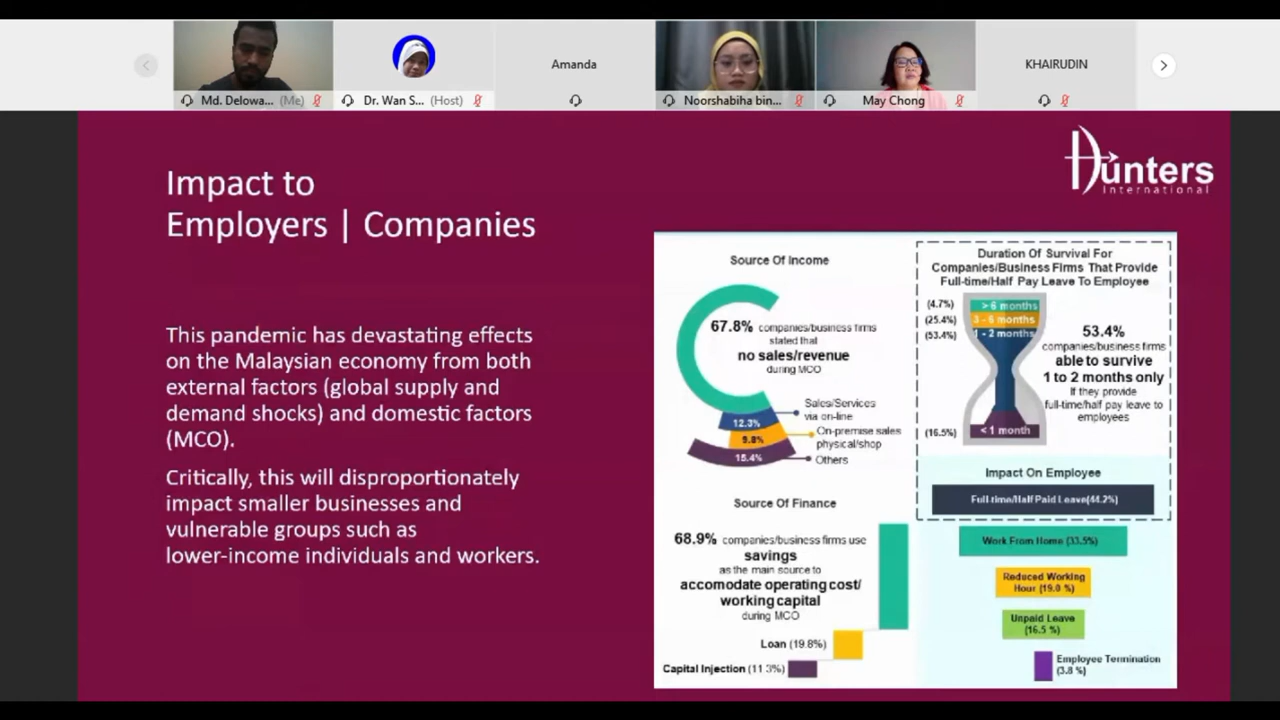 Md. Delowa... (Me)
Dr. Wan S... (Host)
Amanda
Noorshabiha bin...
May Chong
KHAIRUDIN
Hunters
International
Impact to
Employers | Companies
This pandemic has devastating effects
on the Malaysian economy from both
external factors (global supply and
demand shocks) and domestic factors
(MCO).
Critically, this will disproportionately
impact smaller businesses and
vulnerable groups such as
lower-income individuals and workers.
Source Of Income
67.8% companies/business firms
stated that
no sales/revenue
during MCO
Sales/Services
via on-line
12.3%
On-premise sales
physical/shop
9.8%
15.4%
Others
Source Of Finance
68.9% companies/business firms use
savings
as the main source to
accomodate operating cost/
working capital
during MCO
Loan (19.8%)
Capital Injection (11.3%)
Duration Of Survival For
Companies/Business Firms That Provide
Full-time/Half Pay Leave To Employee
(4.7%) > 6 months
(25.4%) 3 - 6 months
(53.4%) 1 - 2 months
(16.5%) < 1 month
53.4%
companies/business firms
able to survive
1 to 2 months only
If they provide
full-time/half pay leave to
employees
Impact On Employee
Full-time/Half Paid Leave(44.2%)
Work From Home (33.5%)
Reduced Working
Hour (19.0 %)
Unpaid Leave
(16.5 %)
Employee Termination
(3.8 %)